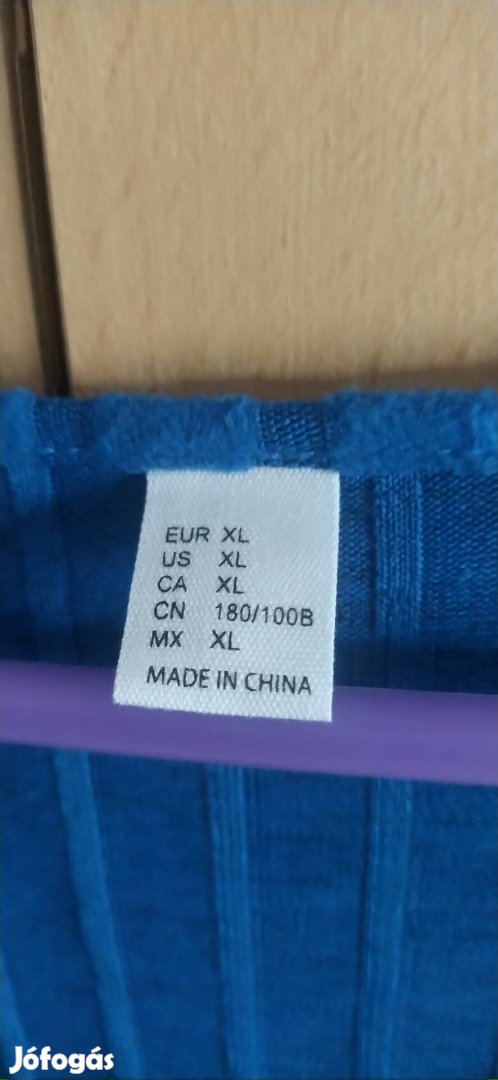 EUR XL
US XL
CA XL
CN 180/100B
MX XL
MADE IN CHINA
Jófogás